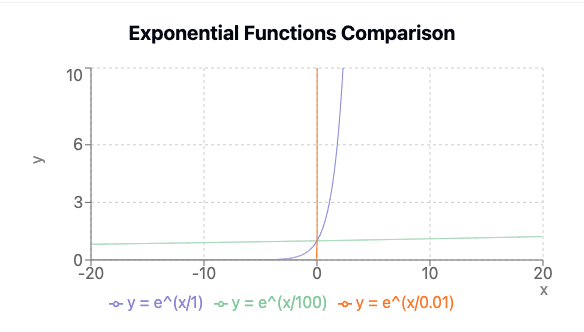 Exponential Functions Comparison
10
6
3
0
y
-20 -10 0 10 20
x
y = e^(x/1) y = e^(x/100) y = e^(x/0.01)